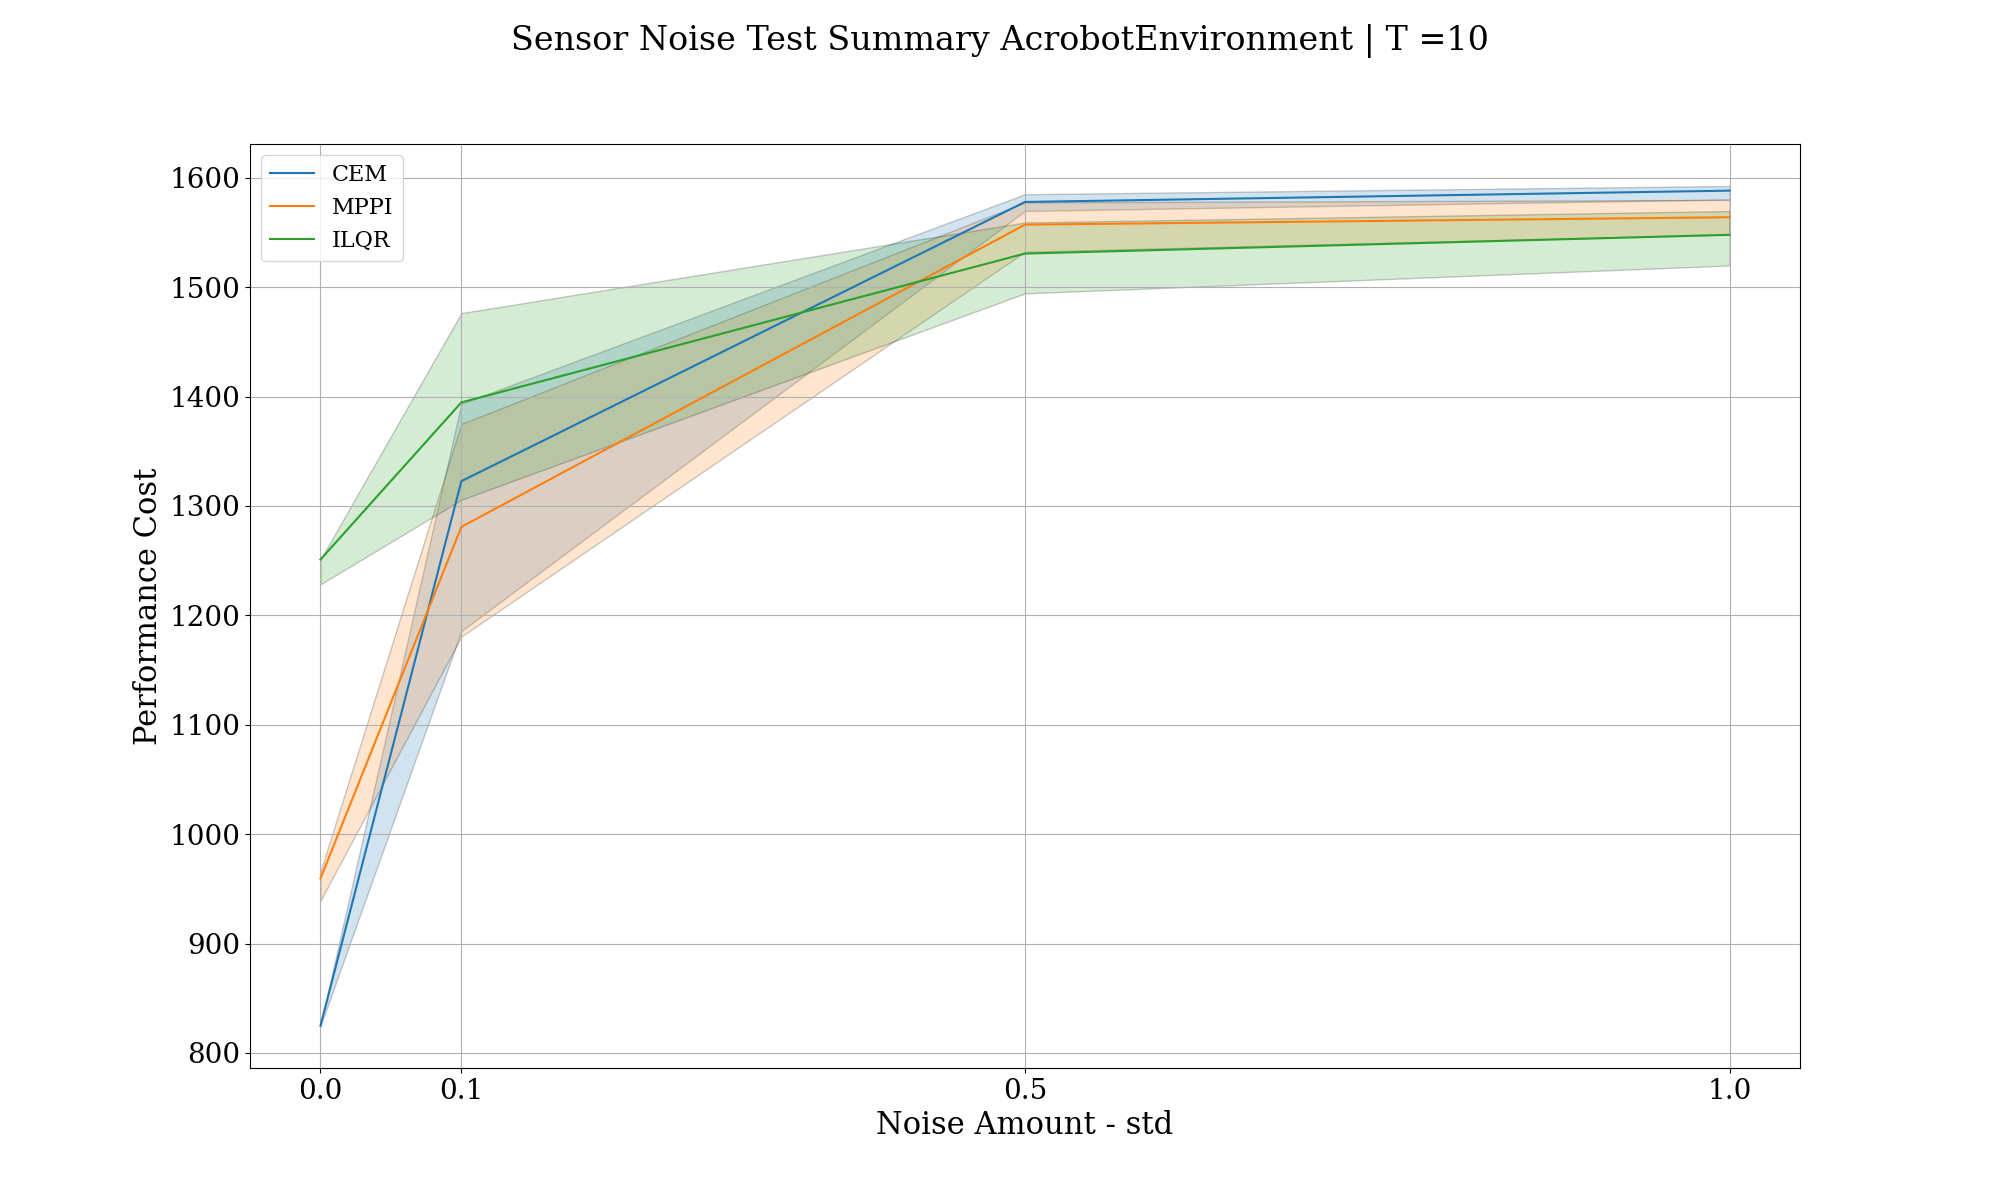 Sensor Noise Test Summary AcrobotEnvironment | T =10
CEM
MPPI
ILQR
1600
1500
1400
1300
1200
1100
1000
900
800
Performance Cost
0.0 0.1 0.5 1.0
Noise Amount - std